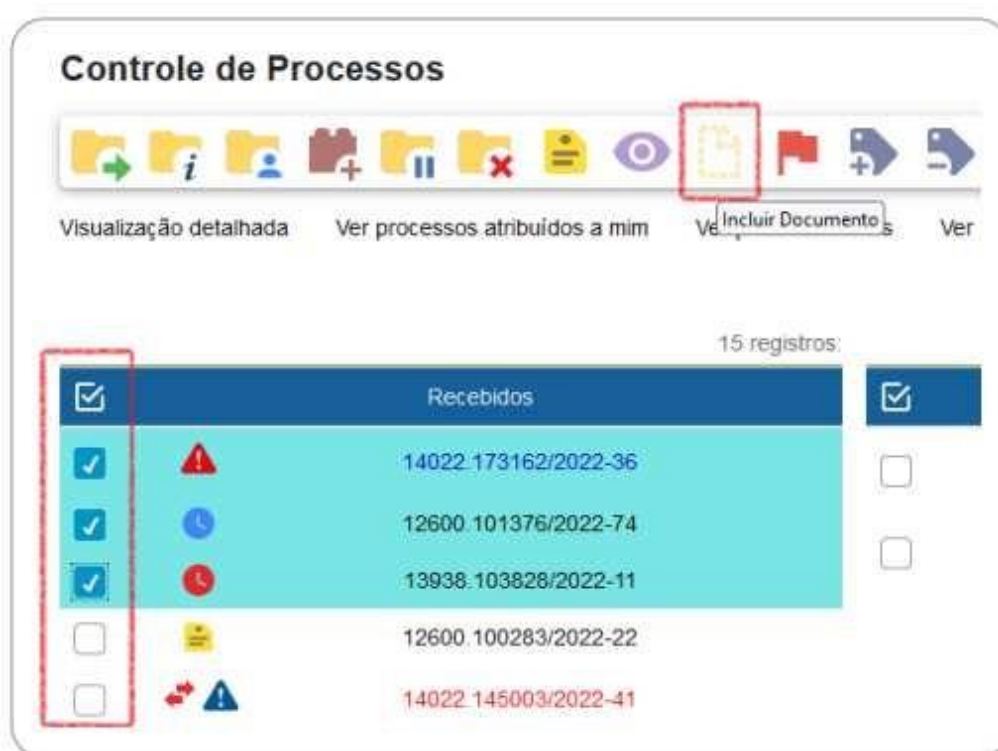 Controle de Processos
Visualização detalhada Ver processos atribuídos a mim Ver Incluir Documento s Ver
15 registros:
Recebidos
14022.173162/2022-36
12600.101376/2022-74
13938.103828/2022-11
12600.100283/2022-22
14022.145003/2022-41